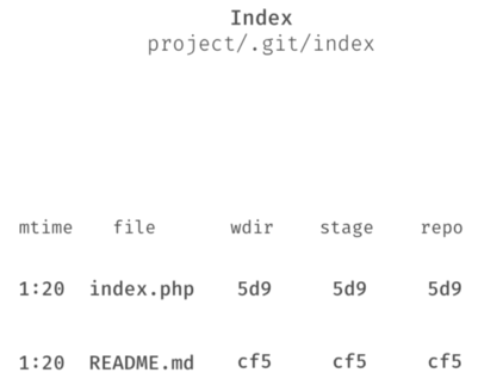 Index
project/.git/index
mtime file wdir stage repo
1:20 index.php 5d9 5d9 5d9
1:20 README.md cf5 cf5 cf5